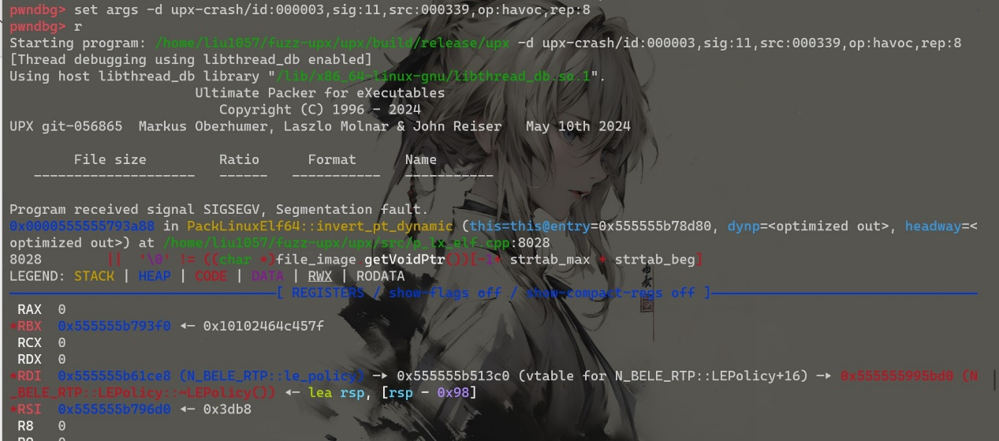 pwndbg> set args -d upx-crash/id:000003,sig:11,src:000339,op:havoc,rep:8
pwndbg> r
Starting program: /home/liu1057/fuzz-upx/upx/build/release/upx -d upx-crash/id:000003,sig:11,src:000339,op:havoc,rep:8
[Thread debugging using libthread_db enabled]
Using host libthread_db library "/lib/x86_64-linux-gnu/libthread_db.so.1".
Ultimate Packer for eXecutables
Copyright (C) 1996 - 2024
UPX git-056865  Markus Oberhumer, Laszlo Molnar & John Reiser   May 10th 2024
File size         Ratio      Format      Name
--------------------   ------   -----------   -----------
Program received signal SIGSEGV, Segmentation fault.
0x0000555555793a88 in PackLinuxElf64::invert_pt_dynamic (this=this@entry=0x555555b78d80, dynp=<optimized out>, headway=<
optimized out>) at /home/liu1057/fuzz-upx/upx/src/p_lx_elf.cpp:8028
8028        ||  '\0' != ((char *)file_image.getVoidPtr())[-1+ strtab_max + strtab_beg]
LEGEND: STACK | HEAP | CODE | DATA | RWX | RODATA
[ REGISTERS / show-flags off / show-compact-regs off ]
RAX  0
*RBX  0x555555b793f0 ◂— 0x10102464c457f
RCX  0
RDX  0
*RDI  0x555555b61ce8 (N_BELE_RTP::le_policy) —▸ 0x555555b513c0 (vtable for N_BELE_RTP::LEPolicy+16) —▸ 0x555555995bd0 (N
_BELE_RTP::LEPolicy::~LEPolicy()) ◂— lea rsp, [rsp - 0x98]
*RSI  0x555555b796d0 ◂— 0x3db8
R8   0